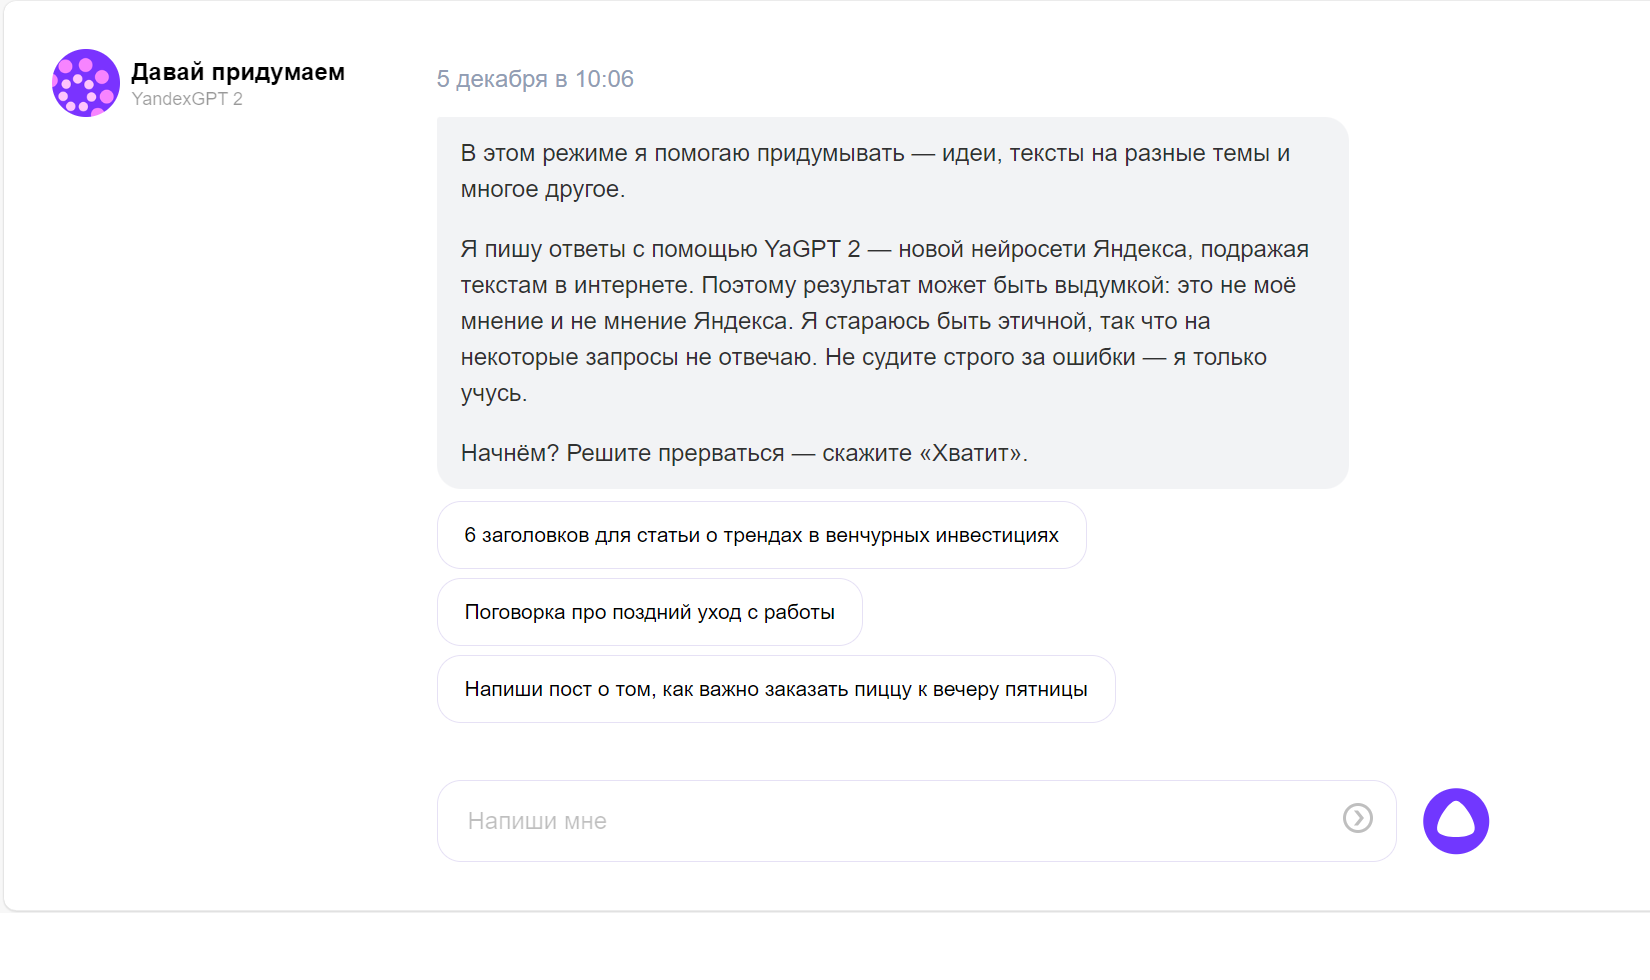 Давай придумаем
YandexGPT 2
5 декабря в 10:06
В этом режиме я помогаю придумывать — идеи, тексты на разные темы и
многое другое.
Я пишу ответы с помощью YaGPT 2 — новой нейросети Яндекса, подражая
текстам в интернете. Поэтому результат может быть выдумкой: это не моё
мнение и не мнение Яндекса. Я стараюсь быть этичной, так что на
некоторые запросы не отвечаю. Не судите строго за ошибки — я только
учусь.
Начнём? Решите прерваться — скажите «Хватит».
6 заголовков для статьи о трендах в венчурных инвестициях
Поговорка про поздний уход с работы
Напиши пост о том, как важно заказать пиццу к вечеру пятницы
Напиши мне